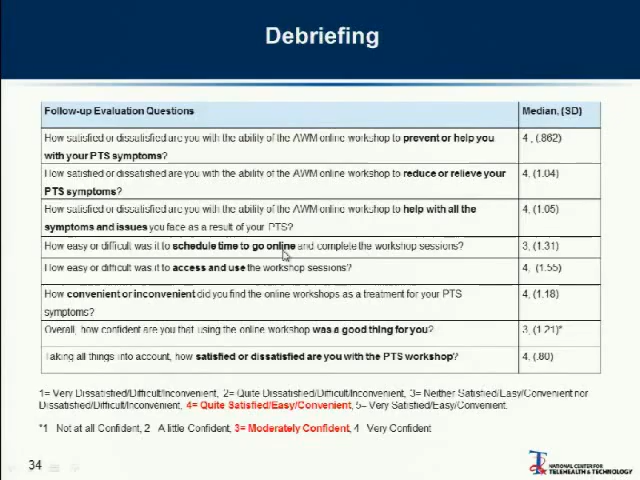 Debriefing
Follow-up Evaluation Questions Median, (SD)
How satisfied or dissatisfied are you with the ability of the AWM online workshop to prevent or help you 4 , (.862)
with your PTS symptoms?
How satisfied or dissatisfied are you with the ability of the AWM online workshop to reduce or relieve your 4, (1.04)
PTS symptoms?
How satisfied or dissatisfied are you with the ability of the AWM online workshop to help with all the 4, (1.05)
symptoms and issues you face as a result of your PTS?
How easy or difficult was it to schedule time to go online and complete the workshop sessions? 3, (1.31)
How easy or difficult was it to access and use the workshop sessions? 4, (1.55)
How convenient or inconvenient did you find the online workshops as a treatment for your PTS 4, (1.18)
symptoms?
Overall, how confident are you that using the online workshop was a good thing for you? 3, (1.21)*
Taking all things into account, how satisfied or dissatisfied are you with the PTS workshop? 4, (.80)
1= Very Dissatisfied/Difficult/Inconvenient, 2= Quite Dissatisfied/Difficult/Inconvenient, 3= Neither Satisfied/Easy/Convenient nor
Dissatisfied/Difficult/Inconvenient, 4= Quite Satisfied/Easy/Convenient, 5= Very Satisfied/Easy/Convenient.
*1 Not at all Confident, 2 A little Confident, 3= Moderately Confident, 4 Very Confident
34
NATIONAL CENTER FOR
TELEHEALTH & TECHNOLOGY